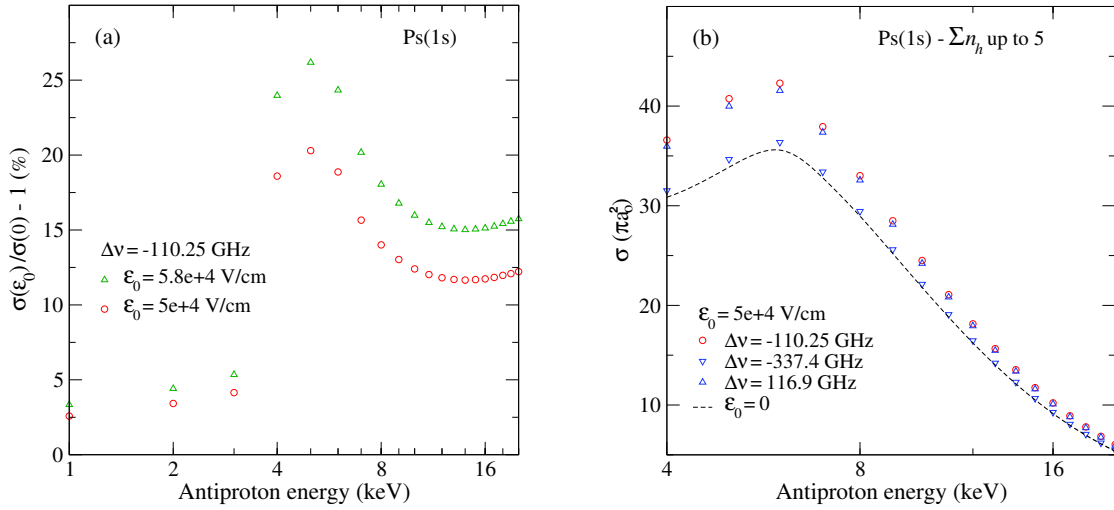 (a)
Ps(1s)
σ(ε₀)/σ(0) - 1 (%)
25
20
15
10
5
0
Δν = -110.25 GHz
ε₀ = 5.8e+4 V/cm
ε₀ = 5e+4 V/cm
1
2
4
8
16
Antiproton energy (keV)
(b)
Ps(1s) - Σn_h up to 5
σ (πa₀²)
40
30
20
10
ε₀ = 5e+4 V/cm
Δν = -110.25 GHz
Δν = -337.4 GHz
Δν = 116.9 GHz
ε₀ = 0
4
8
16
Antiproton energy (keV)